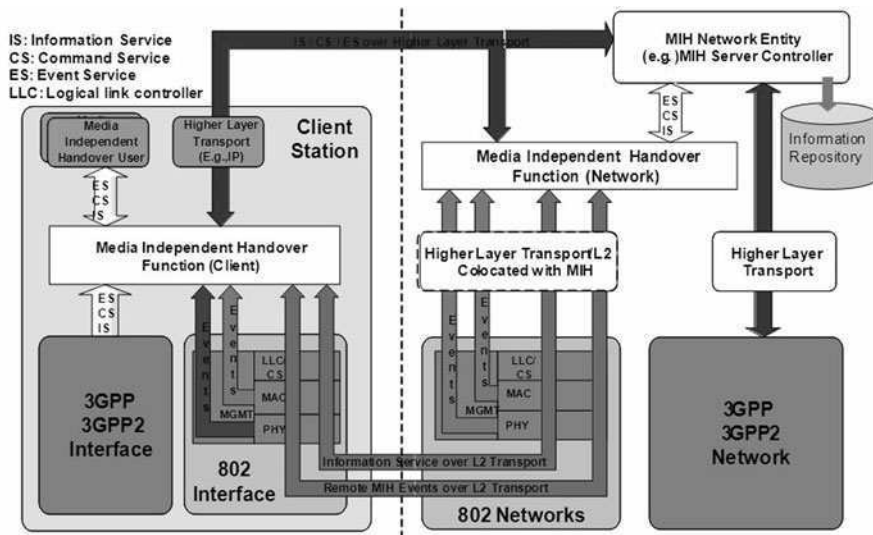 IS: Information Service
CS: Command Service
ES: Event Service
LLC: Logical link controller
IS / CS / ES over Higher Layer Transport
MIH Network Entity
(e.g.)MIH Server Controller
Information
Repository
ES
CS
IS
Media Independent Handover
Function (Network)
Client
Station
Media
Media
Independent
Handover User
Higher Layer
Transport
(E.g.,IP)
ES
CS
IS
Media Independent Handover
Function (Client)
Higher Layer Transport/L2
Colocated with MIH
Higher Layer
Transport
ES
CS
IS
3GPP
3GPP2
Interface
Events
Events
LLC/
CS
MAC
MGMT
PHY
802
Interface
Events
Events
LLC/
CS
MAC
MGMT
PHY
Information Service over L2 Transport
Remote MIH Events over L2 Transport
802 Networks
3GPP
3GPP2
Network